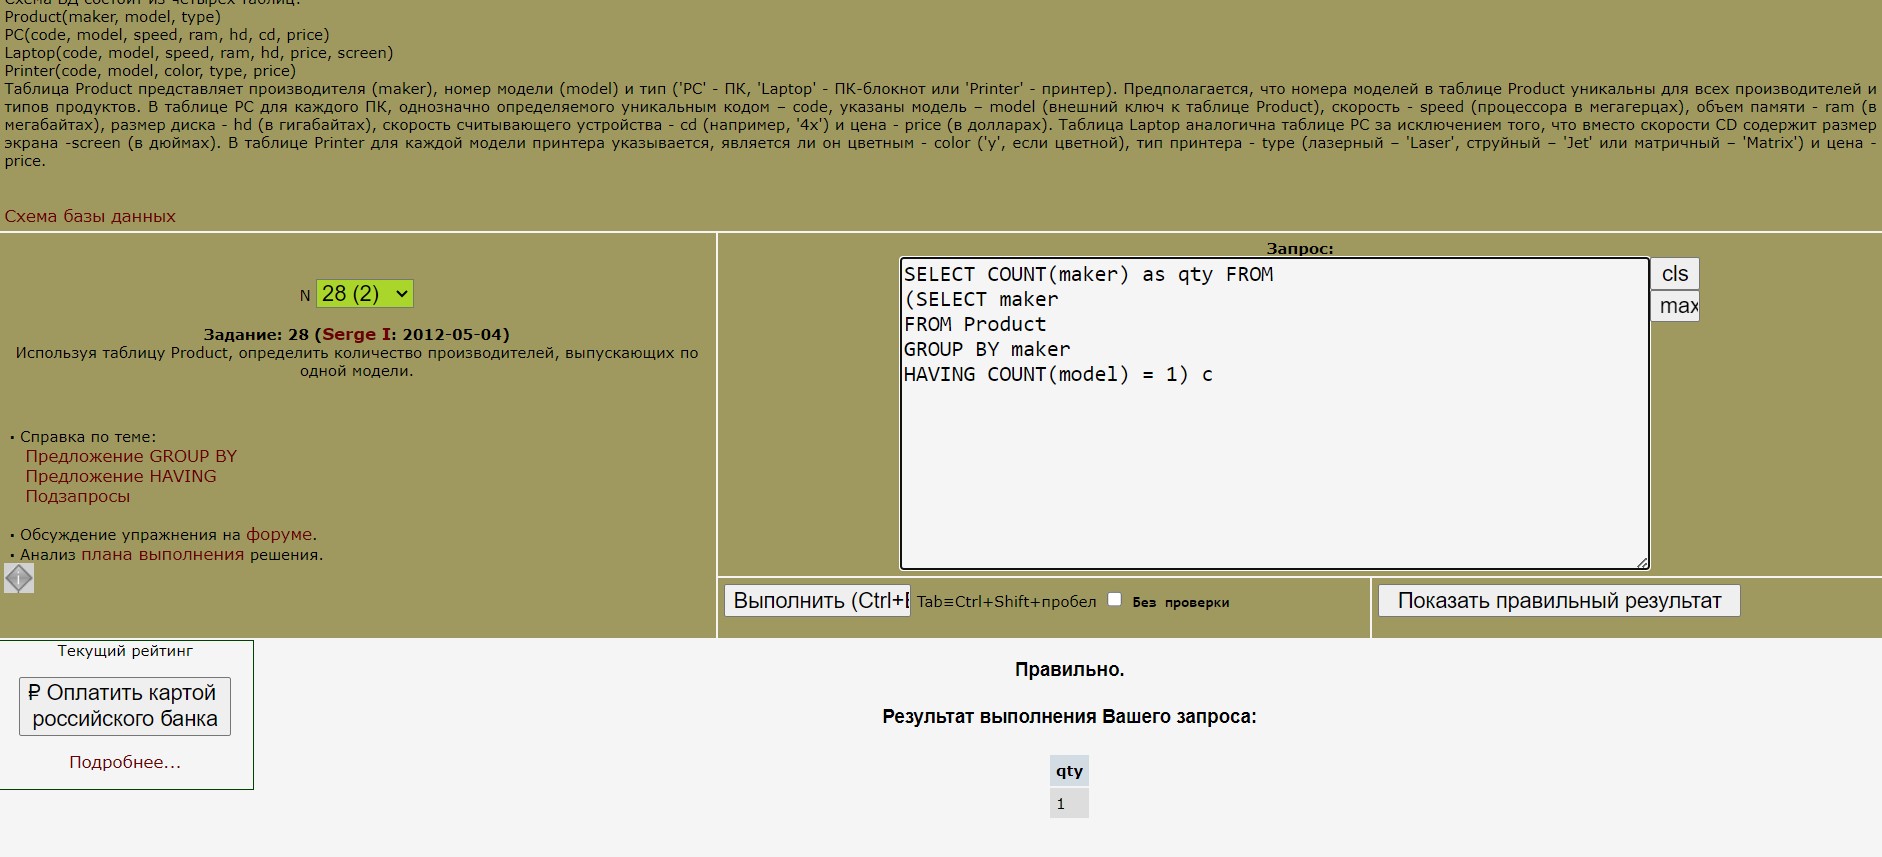 Схема БД состоит из четырех таблиц:
Product(maker, model, type)
PC(code, model, speed, ram, hd, cd, price)
Laptop(code, model, speed, ram, hd, price, screen)
Printer(code, model, color, type, price)
Таблица Product представляет производителя (maker), номер модели (model) и тип ('PC' - ПК, 'Laptop' - ПК-блокнот или 'Printer' - принтер). Предполагается, что номера моделей в таблице Product уникальны для всех производителей и
типов продуктов. В таблице PC для каждого ПК, однозначно определяемого уникальным кодом – code, указаны модель – model (внешний ключ к таблице Product), скорость - speed (процессора в мегагерцах), объем памяти - ram (в
мегабайтах), размер диска - hd (в гигабайтах), скорость считывающего устройства - cd (например, '4x') и цена - price (в долларах). Таблица Laptop аналогична таблице PC за исключением того, что вместо скорости CD содержит размер
экрана -screen (в дюймах). В таблице Printer для каждой модели принтера указывается, является ли он цветным - color ('y', если цветной), тип принтера - type (лазерный – 'Laser', струйный – 'Jet' или матричный – 'Matrix') и цена -
price.
Схема базы данных
N 28 (2)
Задание: 28 (Serge I: 2012-05-04)
Используя таблицу Product, определить количество производителей, выпускающих по
одной модели.
· Справка по теме:
Предложение GROUP BY
Предложение HAVING
Подзапросы
· Обсуждение упражнения на форуме.
· Анализ плана выполнения решения.
Запрос:
SELECT COUNT(maker) as qty FROM
(SELECT maker
FROM Product
GROUP BY maker
HAVING COUNT(model) = 1) c
cls
max
Выполнить (Ctrl+E
Tab≡Ctrl+Shift+пробел
Без проверки
Показать правильный результат
Текущий рейтинг
₽ Оплатить картой
российского банка
Подробнее...
Правильно.
Результат выполнения Вашего запроса:
qty
1